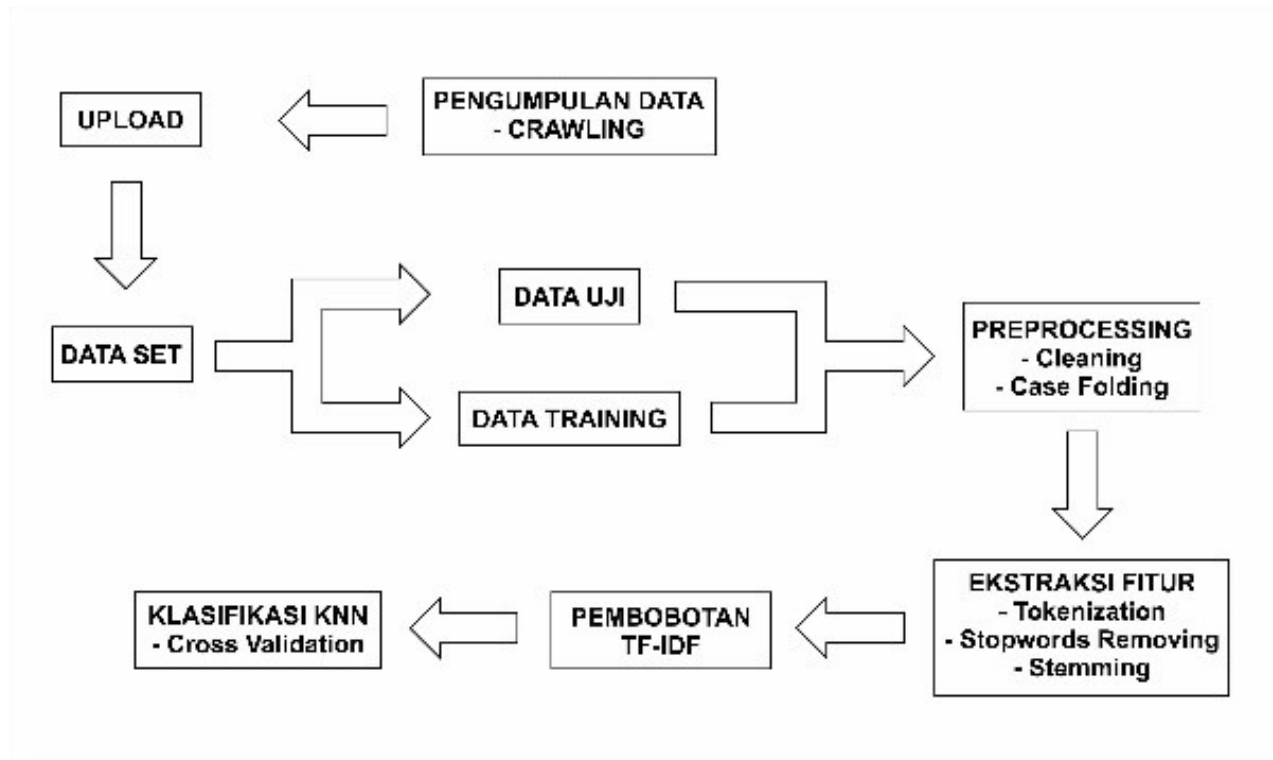 PENGUMPULAN DATA
- CRAWLING
UPLOAD
DATA SET
DATA UJI
DATA TRAINING
PREPROCESSING
- Cleaning
- Case Folding
EKSTRAKSI FITUR
- Tokenization
- Stopwords Removing
- Stemming
PEMBOBOTAN
TF-IDF
KLASIFIKASI KNN
- Cross Validation